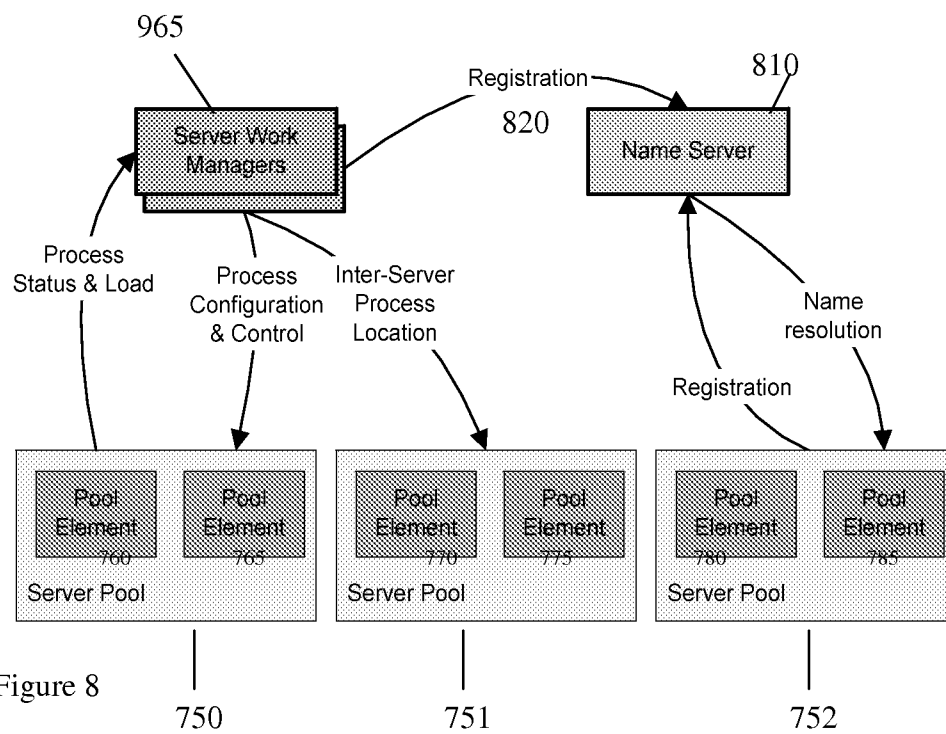 965
Registration
820
810
Server Work
Managers
Name Server
Process
Status & Load
Process
Configuration
& Control
Inter-Server
Process
Location
Name
resolution
Registration
Pool
Element
760
Pool
Element
765
Server Pool
Pool
Element
770
Pool
Element
775
Server Pool
Pool
Element
780
Pool
Element
785
Server Pool
Figure 8
750
751
752